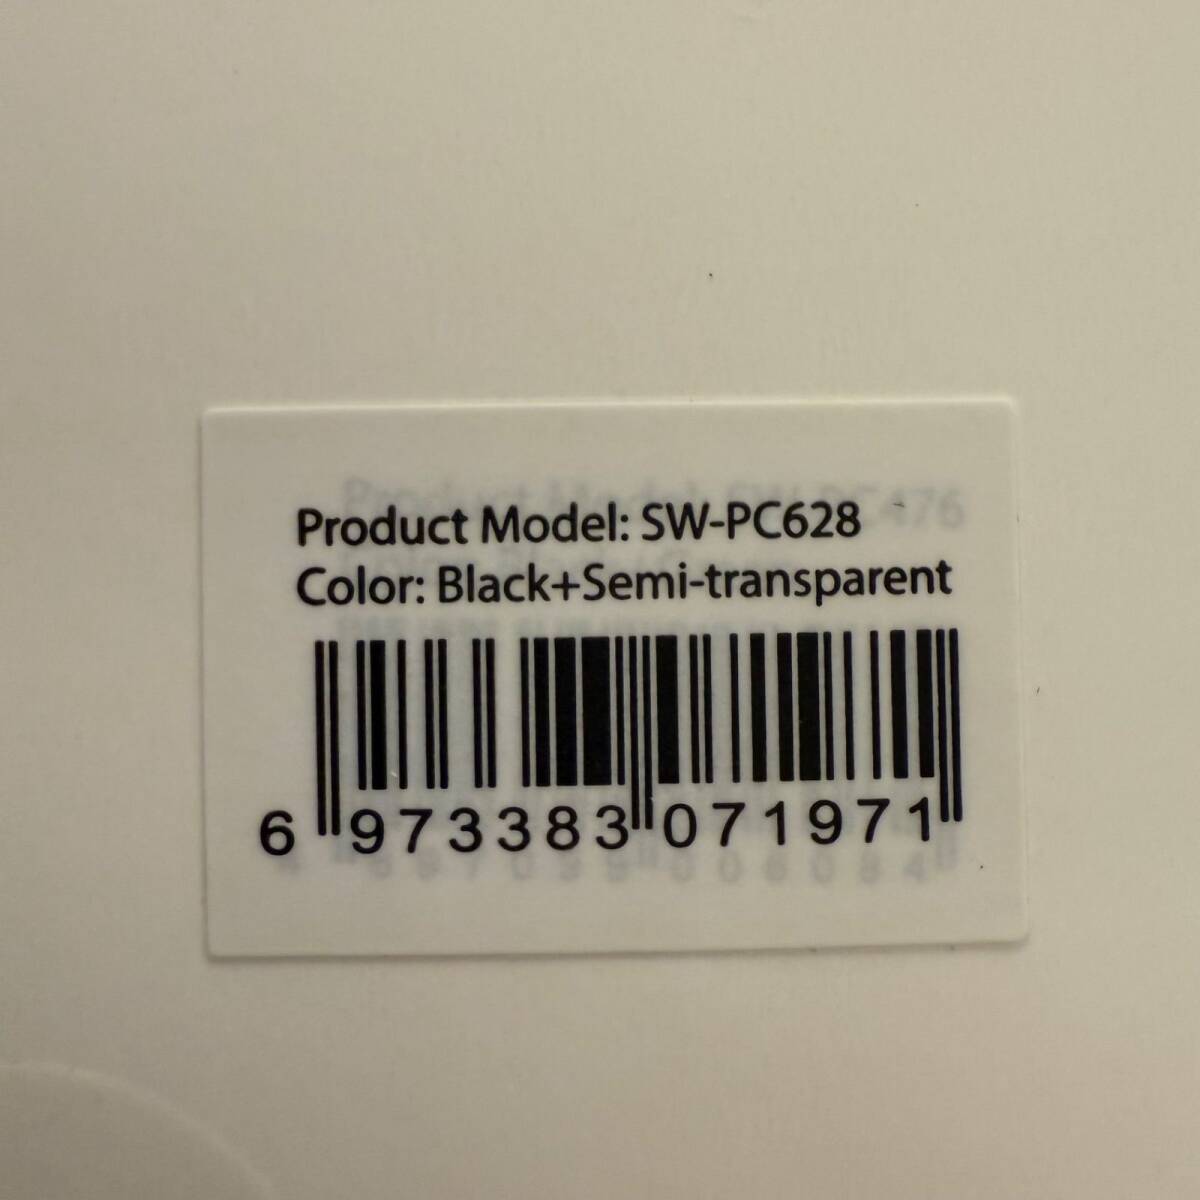 Product Model: SW-PC628
Color: Black+Semi-transparent
6 973383 071971